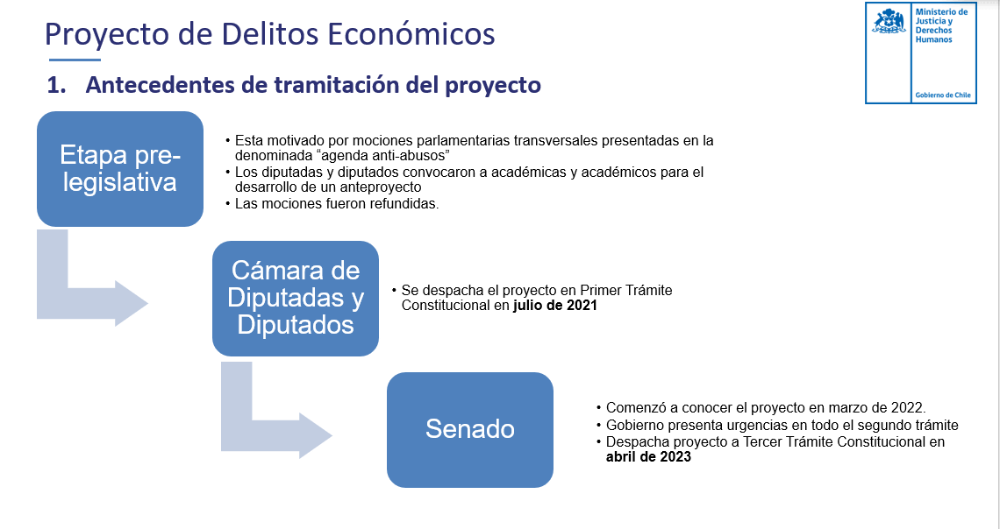 Proyecto de Delitos Económicos
Ministerio de
Justicia y
Derechos
Humanos
Gobierno de Chile
1. Antecedentes de tramitación del proyecto
Etapa pre-
legislativa
• Esta motivado por mociones parlamentarias transversales presentadas en la
denominada “agenda anti-abusos”
• Los diputadas y diputados convocaron a académicas y académicos para el
desarrollo de un anteproyecto
• Las mociones fueron refundidas.
Cámara de
Diputadas y
Diputados
• Se despacha el proyecto en Primer Trámite
Constitucional en julio de 2021
Senado
• Comenzó a conocer el proyecto en marzo de 2022.
• Gobierno presenta urgencias en todo el segundo trámite
• Despacha proyecto a Tercer Trámite Constitucional en
abril de 2023